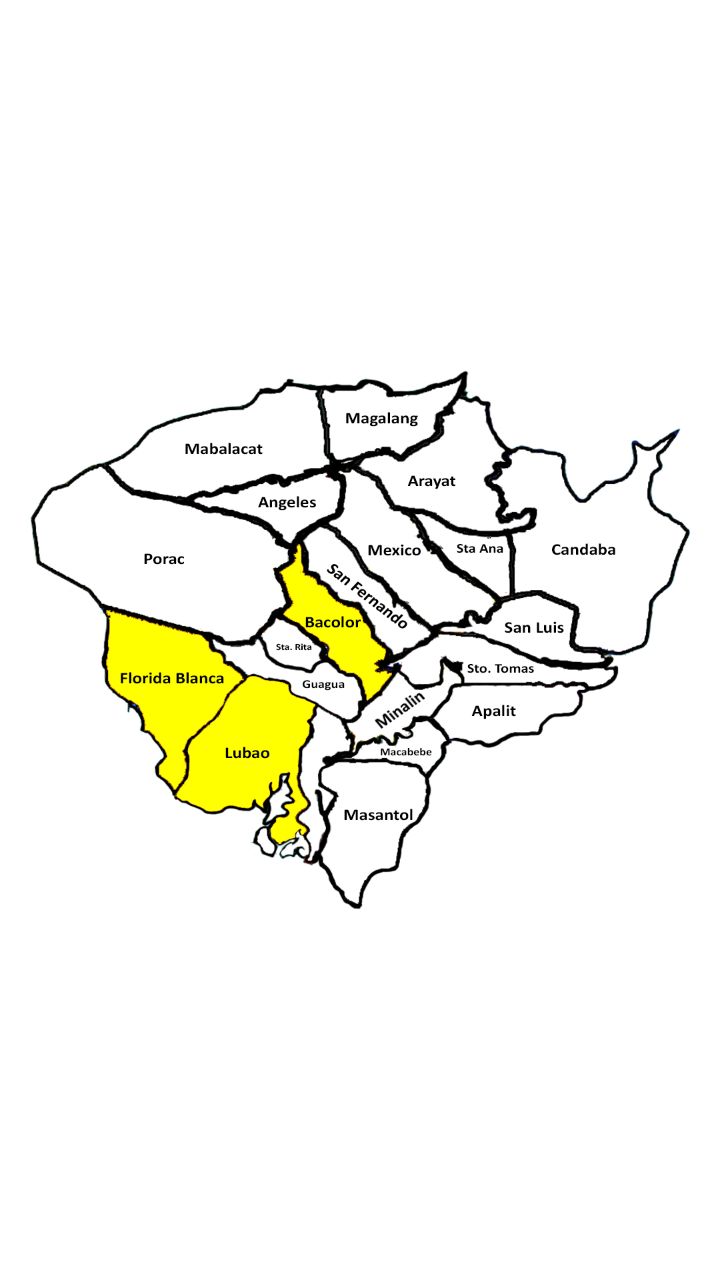 Magalang
Mabalacat
Arayat
Angeles
Mexico
Sta Ana
Candaba
Porac
San Fernando
Bacolor
San Luis
Sta. Rita
Sto. Tomas
Florida Blanca
Guagua
Minalin
Apalit
Lubao
Macabebe
Masantol